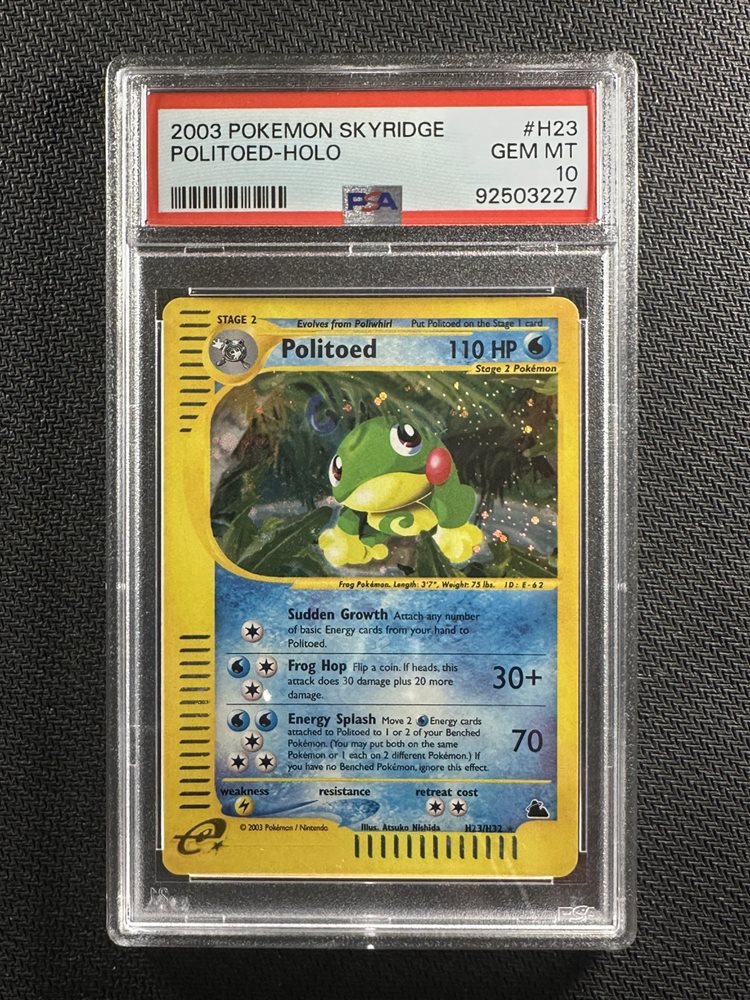 2003 POKEMON SKYRIDGE #H23
POLITOED-HOLO GEM MT
10
92503227
PSA
STAGE 2 Evolves from Poliwhirl Put Politoed on the Stage 1 card
Politoed 110 HP
Stage 2 Pokémon
Frog Pokémon. Length: 3'7", Weight: 75 lbs. ID: E-62
Sudden Growth Attach any number
of basic Energy cards from your hand to
Politoed.
Frog Hop Flip a coin. If heads, this
attack does 30 damage plus 20 more
damage.
30+
Energy Splash Move 2 Energy cards
attached to Politoed to 1 or 2 of your Benched
Pokémon. (You may put both on the same
Pokémon or 1 each on 2 different Pokémon.) If
you have no Benched Pokémon, ignore this effect.
70
weakness resistance retreat cost
© 2003 Pokémon / Nintendo Illus. Atsuko Nishida H23/H32
e